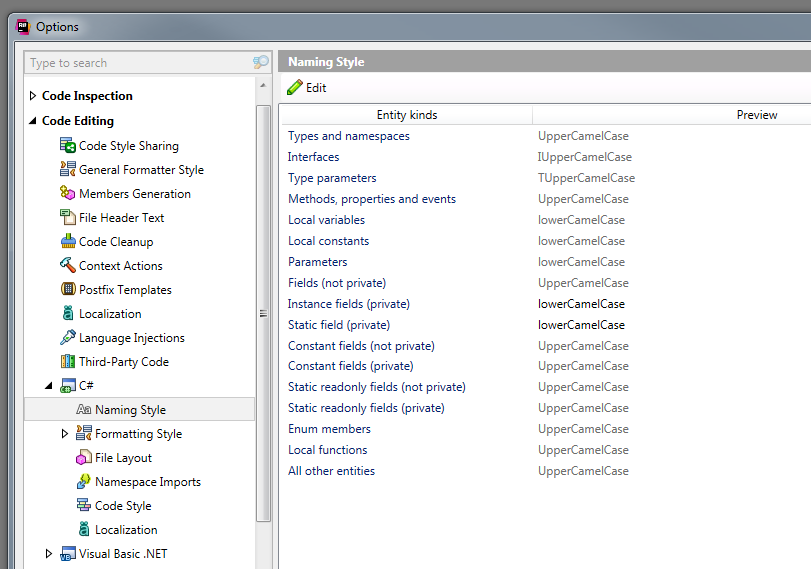 R#
Options
Type to search
Code Inspection
Code Editing
Code Style Sharing
General Formatter Style
Members Generation
File Header Text
Code Cleanup
Context Actions
Postfix Templates
Localization
Language Injections
Third-Party Code
C#
Aa Naming Style
Formatting Style
File Layout
Namespace Imports
Code Style
Localization
VB Visual Basic .NET
Naming Style
Edit
Entity kinds Preview
Types and namespaces UpperCamelCase
Interfaces IUpperCamelCase
Type parameters TUpperCamelCase
Methods, properties and events UpperCamelCase
Local variables lowerCamelCase
Local constants lowerCamelCase
Parameters lowerCamelCase
Fields (not private) UpperCamelCase
Instance fields (private) lowerCamelCase
Static field (private) lowerCamelCase
Constant fields (not private) UpperCamelCase
Constant fields (private) UpperCamelCase
Static readonly fields (not private) UpperCamelCase
Static readonly fields (private) UpperCamelCase
Enum members UpperCamelCase
Local functions UpperCamelCase
All other entities UpperCamelCase